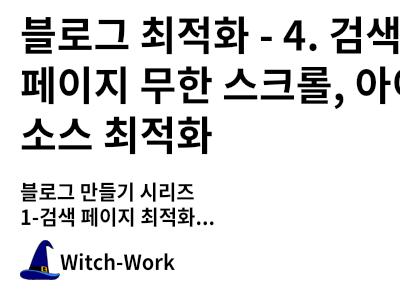 블로그 최적화 - 4. 검색
페이지 무한 스크롤, 아
소스 최적화
블로그 만들기 시리즈
1-검색 페이지 최적화...
Witch-Work